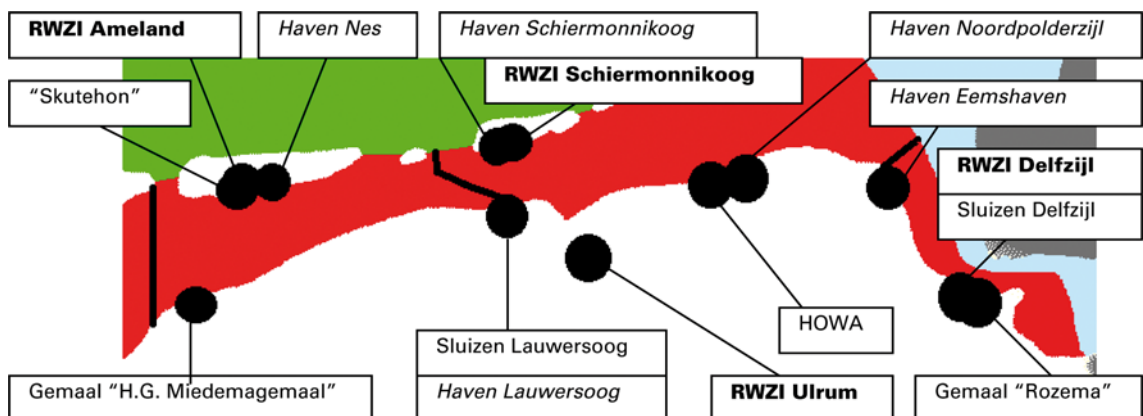 RWZI Ameland
Haven Nes
Haven Schiermonnikoog
Haven Noordpolderzijl
RWZI Schiermonnikoog
"Skutehon"
Haven Eemshaven
RWZI Delfzijl
Sluizen Delfzijl
HOWA
Sluizen Lauwersoog
Gemaal "H.G. Miedemagemaal"
Haven Lauwersoog
RWZI Ulrum
Gemaal "Rozema"